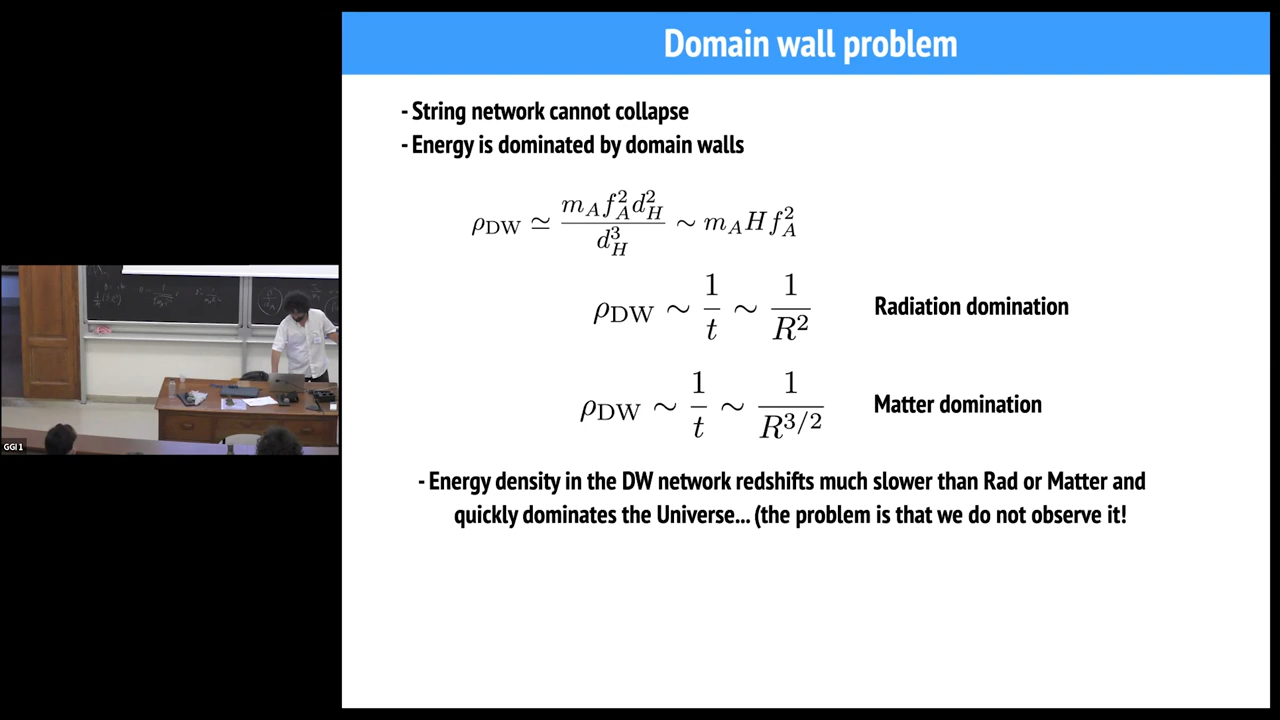 Domain wall problem
- String network cannot collapse
- Energy is dominated by domain walls
ρ_DW ≃ m_A f_A^2 d_H^2 / d_H^3 ∼ m_A H f_A^2
ρ_DW ∼ 1/t ∼ 1/R^2 Radiation domination
ρ_DW ∼ 1/t ∼ 1/R^{3/2} Matter domination
- Energy density in the DW network redshifts much slower than Rad or Matter and
quickly dominates the Universe... (the problem is that we do not observe it!
GGI 1